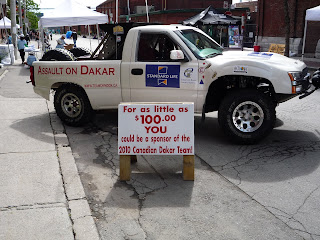 ASSAULT
ASSAULT ON DAKAR
STANDARD LIFE
FOR AS LITTLE AS
$100.00
YOU
could be a sponsor of the
2010 Canadian Dakar Team!